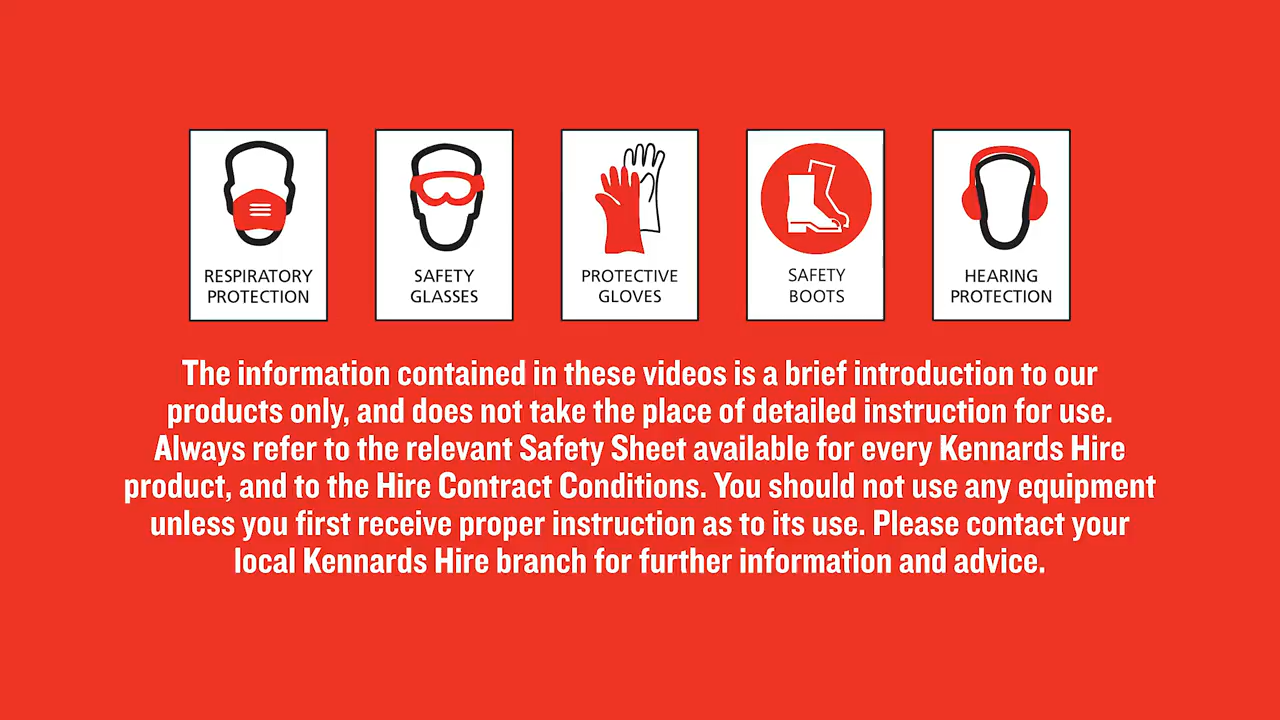 RESPIRATORY
PROTECTION
SAFETY
GLASSES
PROTECTIVE
GLOVES
SAFETY
BOOTS
HEARING
PROTECTION
The information contained in these videos is a brief introduction to our
products only, and does not take the place of detailed instruction for use.
Always refer to the relevant Safety Sheet available for every Kennards Hire
product, and to the Hire Contract Conditions. You should not use any equipment
unless you first receive proper instruction as to its use. Please contact your
local Kennards Hire branch for further information and advice.